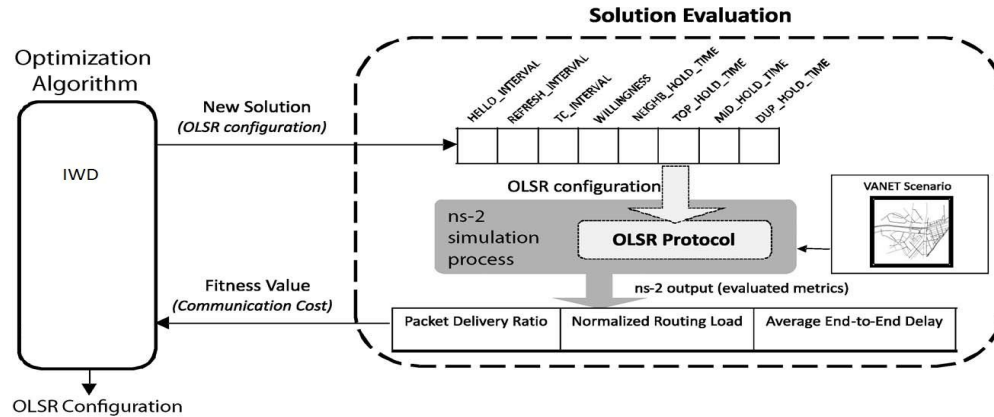 Solution Evaluation
Optimization
Algorithm
IWD
New Solution
(OLSR configuration)
HELLO_INTERVAL
REFRESH_INTERVAL
TC_INTERVAL
WILLINGNESS
NEIGHB_HOLD_TIME
TOP_HOLD_TIME
MID_HOLD_TIME
DUP_HOLD_TIME
OLSR configuration
VANET Scenario
ns-2
simulation
process
OLSR Protocol
ns-2 output (evaluated metrics)
Fitness Value
(Communication Cost)
Packet Delivery Ratio
Normalized Routing Load
Average End-to-End Delay
OLSR Configuration